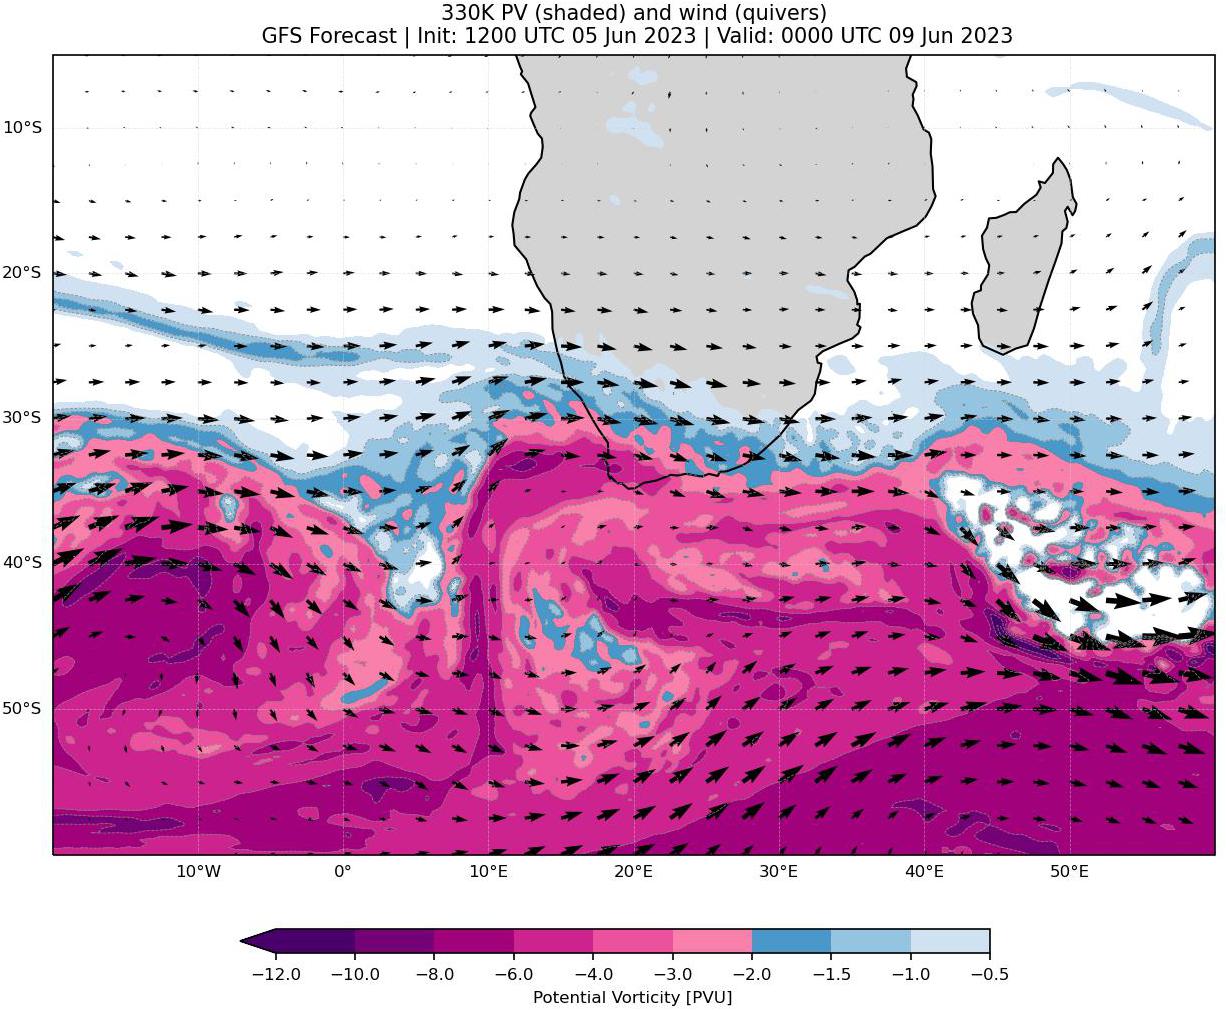 330K PV (shaded) and wind (quivers)
GFS Forecast | Init: 1200 UTC 05 Jun 2023 | Valid: 0000 UTC 09 Jun 2023
10°S
20°S
30°S
40°S
50°S
10°W 0° 10°E 20°E 30°E 40°E 50°E
−12.0 −10.0 −8.0 −6.0 −4.0 −3.0 −2.0 −1.5 −1.0 −0.5
Potential Vorticity [PVU]